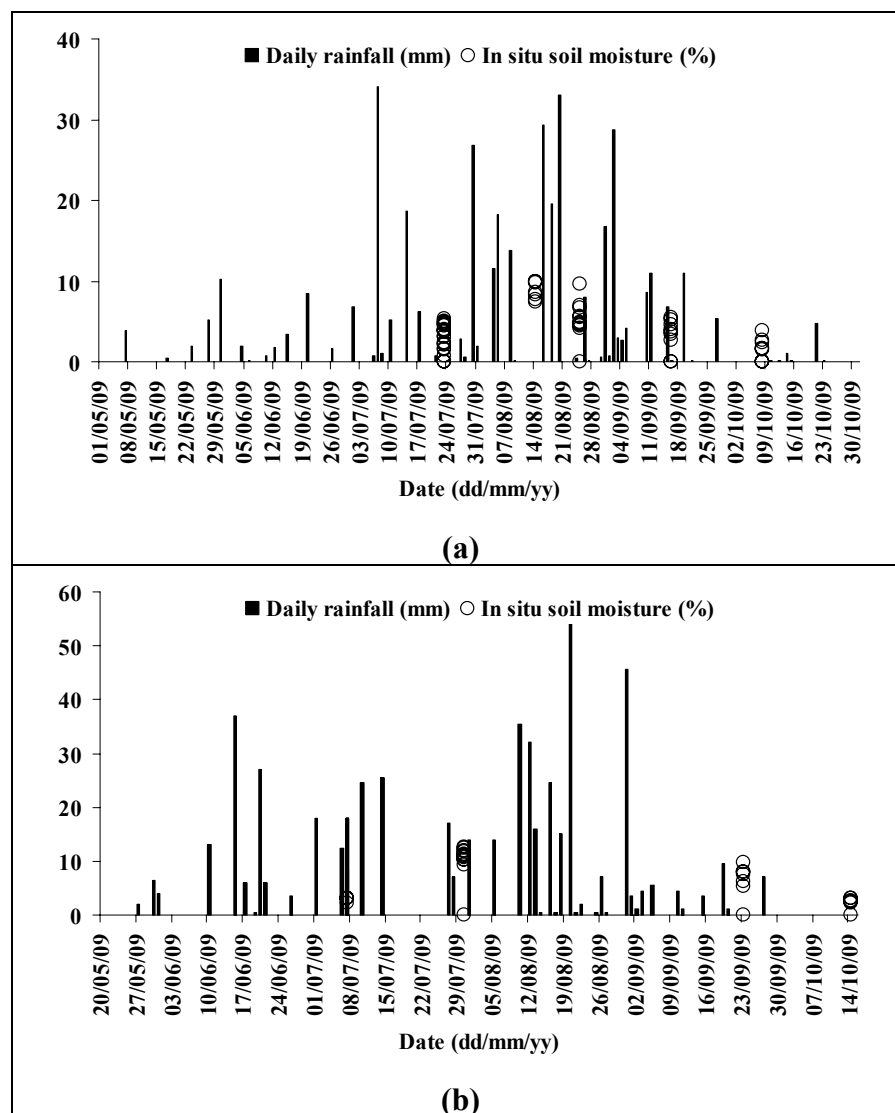 40
■ Daily rainfall (mm) ○ In situ soil moisture (%)
30
20
10
0
01/05/09 08/05/09 15/05/09 22/05/09 29/05/09 05/06/09 12/06/09 19/06/09 26/06/09 03/07/09 10/07/09 17/07/09 24/07/09 31/07/09 07/08/09 14/08/09 21/08/09 28/08/09 04/09/09 11/09/09 18/09/09 25/09/09 02/10/09 09/10/09 16/10/09 23/10/09 30/10/09
Date (dd/mm/yy)
(a)
60
■ Daily rainfall (mm) ○ In situ soil moisture (%)
50
40
30
20
10
0
20/05/09 27/05/09 03/06/09 10/06/09 17/06/09 24/06/09 01/07/09 08/07/09 15/07/09 22/07/09 29/07/09 05/08/09 12/08/09 19/08/09 26/08/09 02/09/09 09/09/09 16/09/09 23/09/09 30/09/09 07/10/09 14/10/09
Date (dd/mm/yy)
(b)